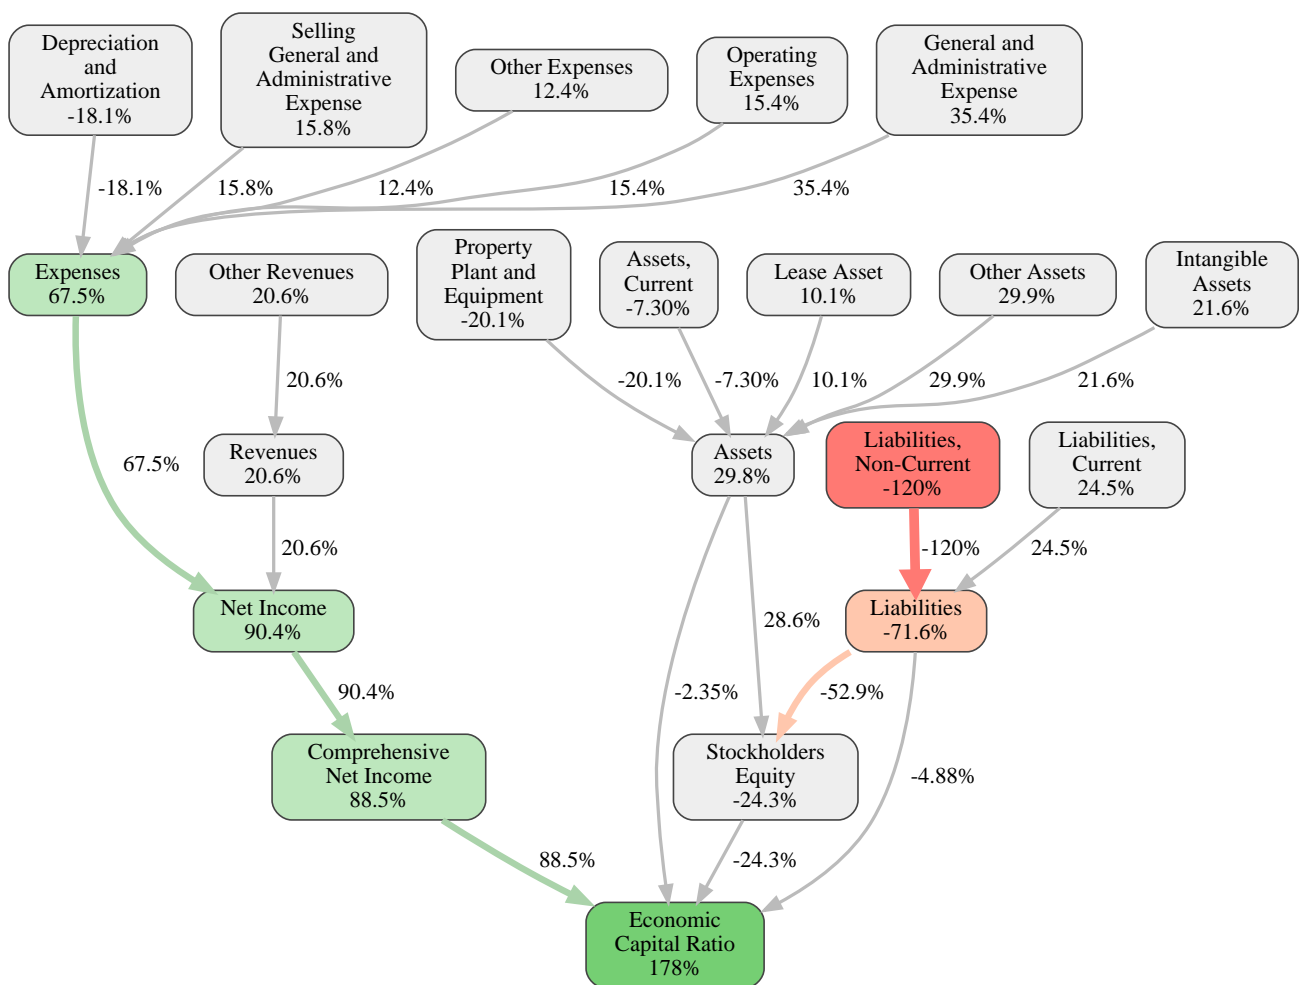 Depreciation
and
Amortization
-18.1%
Selling
General and
Administrative
Expense
15.8%
Other Expenses
12.4%
Operating
Expenses
15.4%
General and
Administrative
Expense
35.4%
-18.1%
15.8%
12.4%
15.4%
35.4%
Expenses
67.5%
Other Revenues
20.6%
Property
Plant and
Equipment
-20.1%
Assets,
Current
-7.30%
Lease Asset
10.1%
Other Assets
29.9%
Intangible
Assets
21.6%
20.6%
-20.1%
-7.30%
10.1%
29.9%
21.6%
67.5%
Revenues
20.6%
Assets
29.8%
Liabilities,
Non-Current
-120%
Liabilities,
Current
24.5%
20.6%
-120%
24.5%
Net Income
90.4%
28.6%
Liabilities
-71.6%
90.4%
-2.35%
-52.9%
Comprehensive
Net Income
88.5%
Stockholders
Equity
-24.3%
-4.88%
88.5%
-24.3%
Economic
Capital Ratio
178%